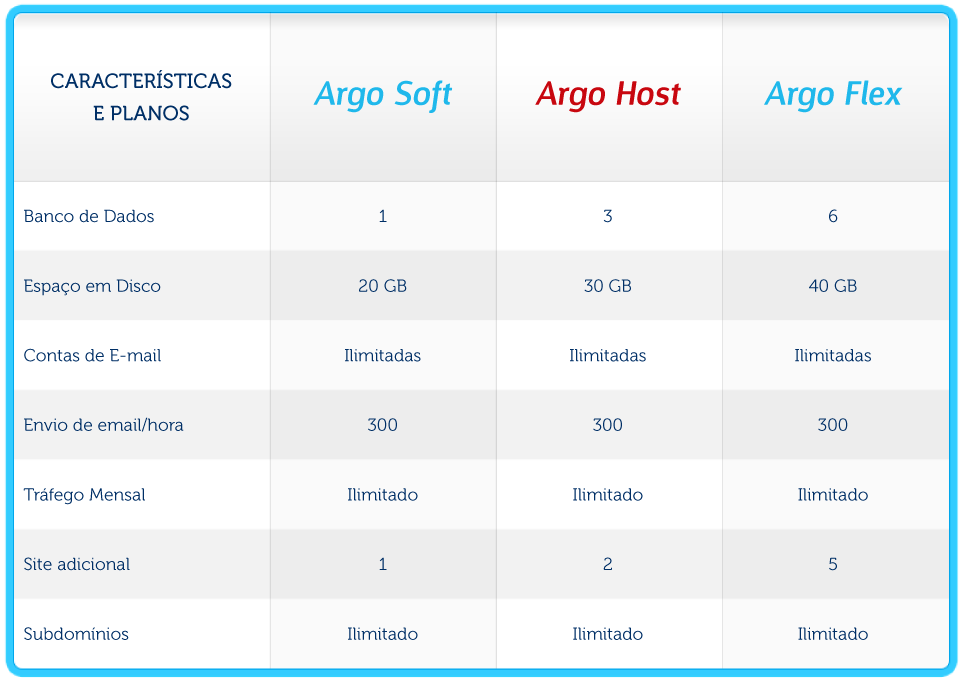 CARACTERÍSTICAS
E PLANOS
Argo Soft
Argo Host
Argo Flex
Banco de Dados 1 3 6
Espaço em Disco 20 GB 30 GB 40 GB
Contas de E-mail Ilimitadas Ilimitadas Ilimitadas
Envio de email/hora 300 300 300
Tráfego Mensal Ilimitado Ilimitado Ilimitado
Site adicional 1 2 5
Subdomínios Ilimitado Ilimitado Ilimitado